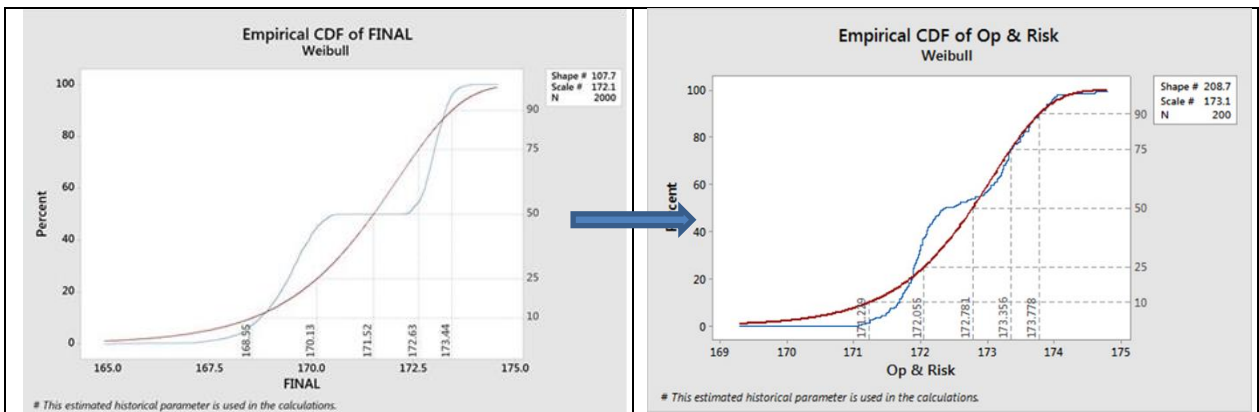 Empirical CDF of FINAL
Weibull
Shape # 107.7
Scale # 172.1
N 2000
100
80
60
40
20
0
Percent
90
75
50
25
10
168.55
170.13
171.52
172.63
173.44
165.0
167.5
170.0
172.5
175.0
FINAL
# This estimated historical parameter is used in the calculations.
Empirical CDF of Op & Risk
Weibull
Shape # 208.7
Scale # 173.1
N 200
100
80
60
40
20
0
90
75
50
25
10
172.055
172.781
173.356
173.778
169
170
171
172
173
174
175
Op & Risk
# This estimated historical parameter is used in the calculations.